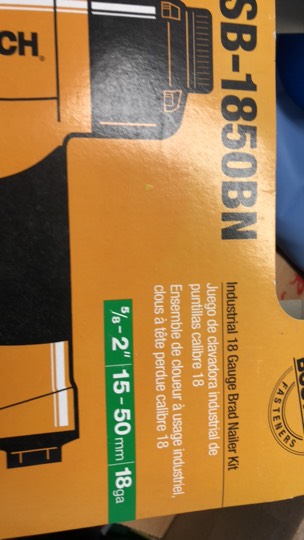 SB-1850BN
CH®
Industrial 18 Gauge Brad Nailer Kit
Juego de clavadora industrial de
puntillas calibre 18
Ensemble de cloueur à usage industriel,
clous à tête perdue calibre 18
5/8 - 2" | 15 - 50 mm | 18ga
FASTENERS